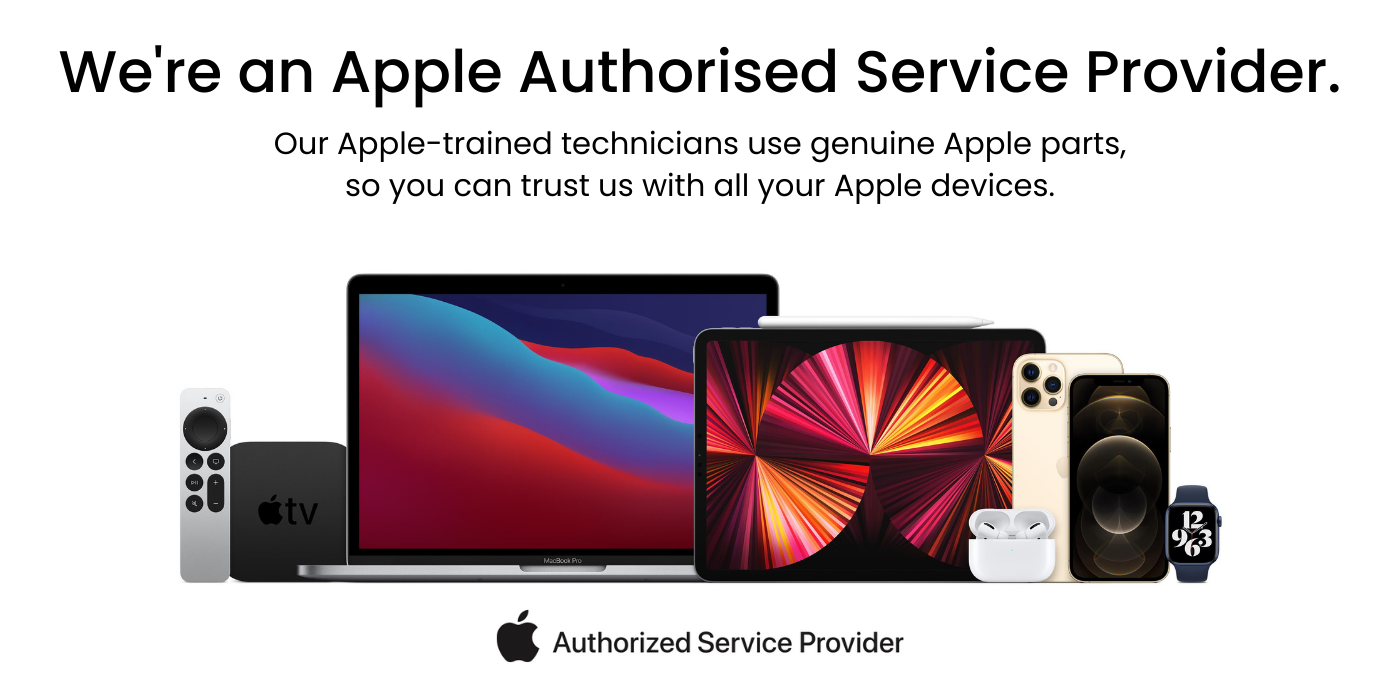 We're an Apple Authorised Service Provider.
Our Apple-trained technicians use genuine Apple parts,
so you can trust us with all your Apple devices.
tv
MacBook Pro
12
9 3
6
Authorized Service Provider